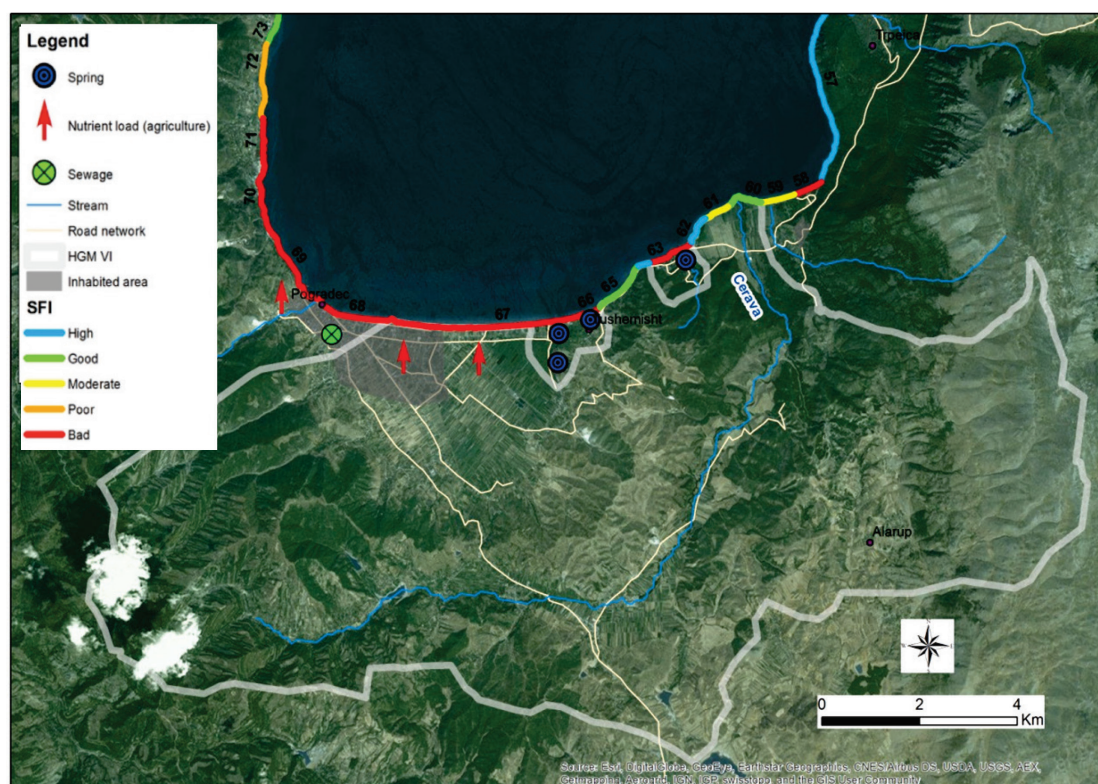 Legend
Spring
Nutrient load (agriculture)
Sewage
Stream
Road network
HGM VI
Inhabited area
SFI
High
Good
Moderate
Poor
Bad
73
72
71
70
69
Pogradec
68
67
66
Tushemisht
65
63
62
61
60
59
58
57
Trpeica
Cerava
Alarup
0 2 4
Km
Source: Esri, DigitalGlobe, GeoEye, Earthstar Geographics, CNES/Airbus DS, USDA, USGS, AEX,
Getmapping, Aerogrid, IGN, IGP, swisstopo, and the GIS User Community